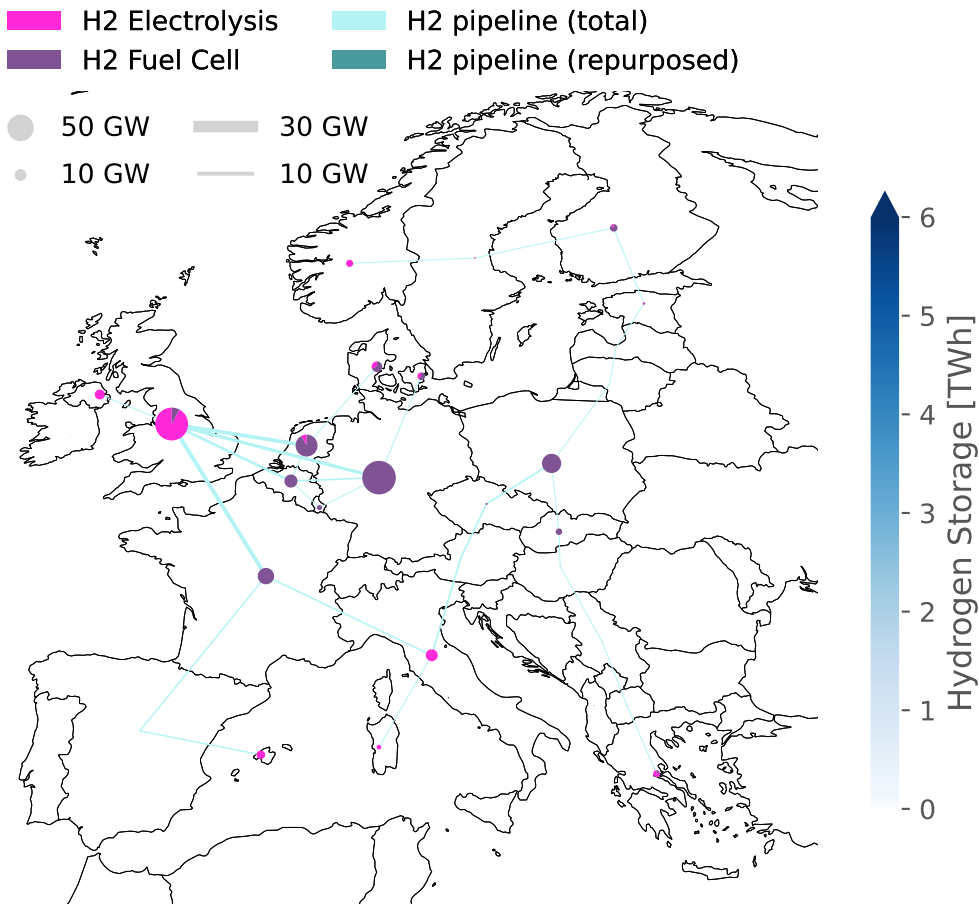 H2 Electrolysis
H2 Fuel Cell
H2 pipeline (total)
H2 pipeline (repurposed)
50 GW
10 GW
30 GW
10 GW
6
5
4
3
2
1
0
Hydrogen Storage [TWh]